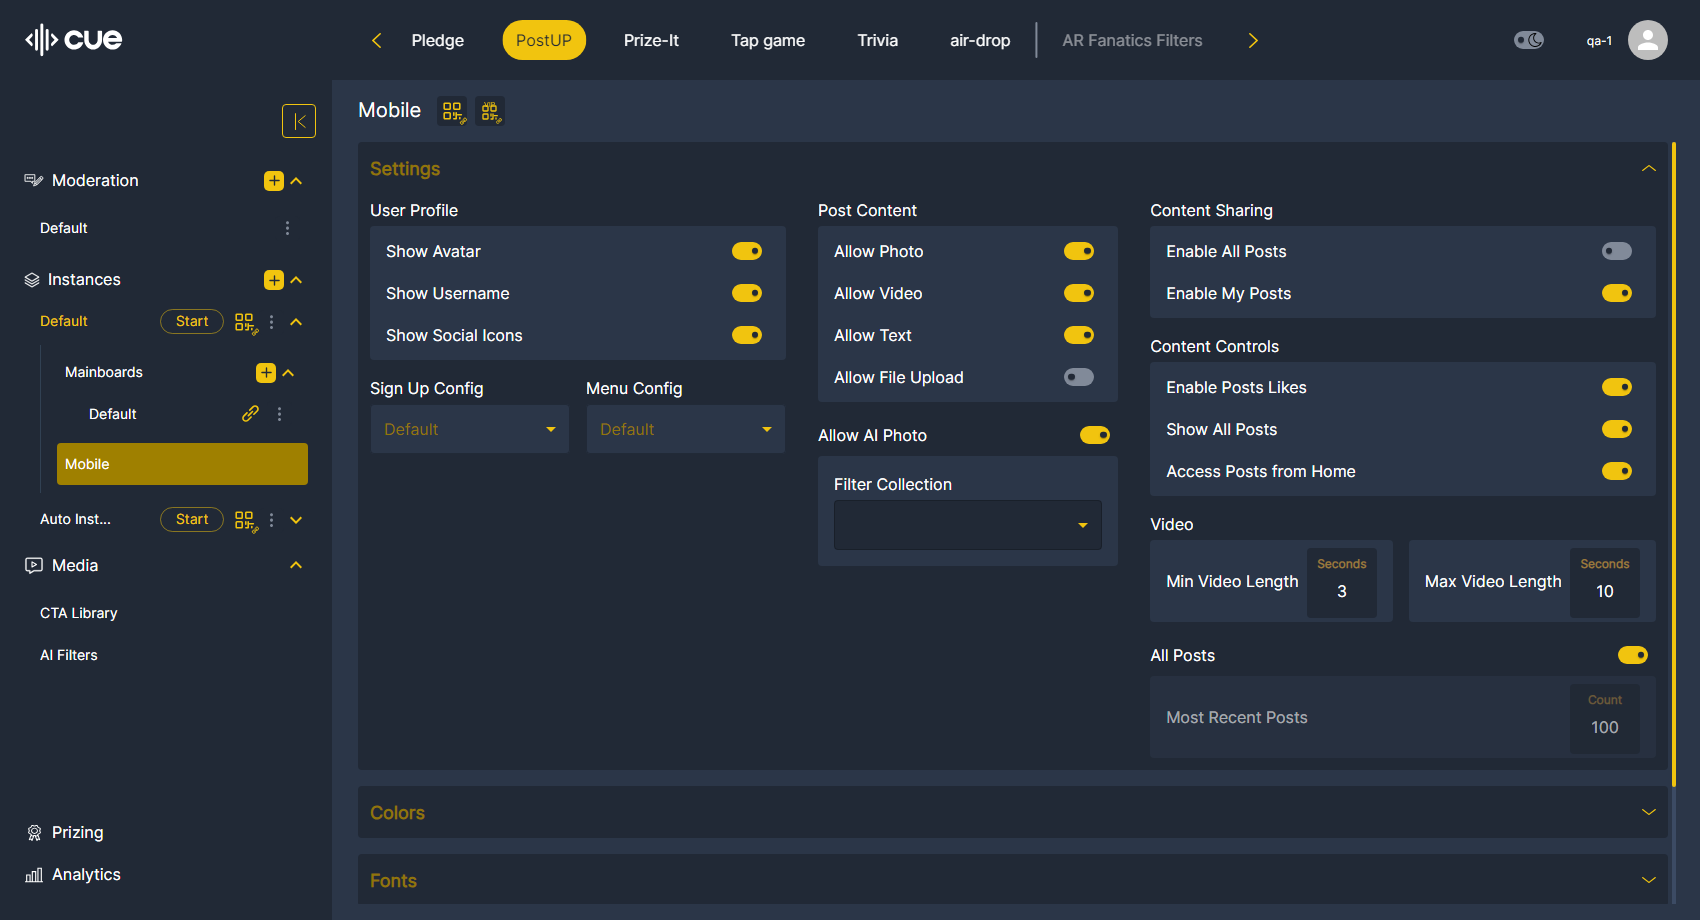 cue
Pledge
PostUP
Prize-It
Tap game
Trivia
air-drop
AR Fanatics Filters
qa-1
Moderation
Default
Instances
Default
Start
Mainboards
Default
Mobile
Auto Inst...
Start
Media
CTA Library
AI Filters
Prizing
Analytics
Mobile
VIP
Settings
User Profile
Show Avatar
Show Username
Show Social Icons
Sign Up Config
Default
Menu Config
Default
Post Content
Allow Photo
Allow Video
Allow Text
Allow File Upload
Allow AI Photo
Filter Collection
Content Sharing
Enable All Posts
Enable My Posts
Content Controls
Enable Posts Likes
Show All Posts
Access Posts from Home
Video
Min Video Length
Seconds
3
Max Video Length
Seconds
10
All Posts
Most Recent Posts
Count
100
Colors
Fonts